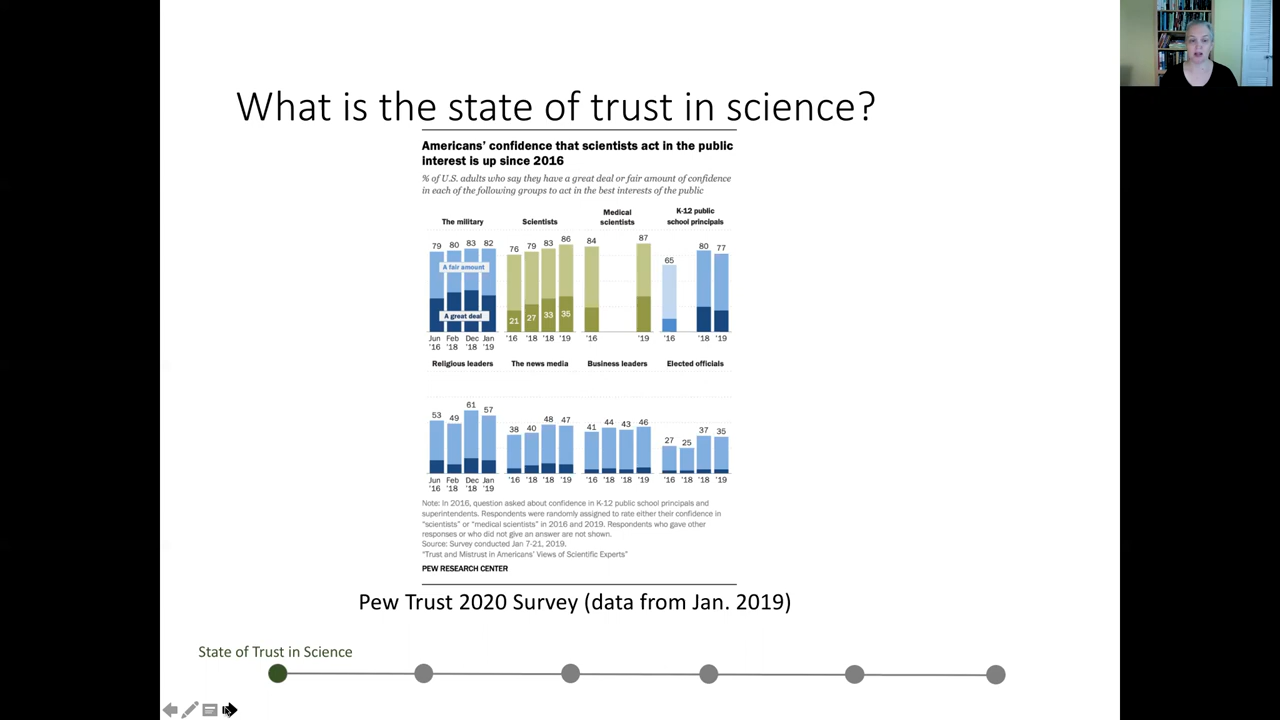 What is the state of trust in science?
Americans' confidence that scientists act in the public
interest is up since 2016
% of U.S. adults who say they have a great deal or fair amount of confidence
in each of the following groups to act in the best interests of the public
The military
Scientists
Medical
scientists
K-12 public
school principals
79 80 83 82
A fair amount
A great deal
Jun Feb Dec Jan
'16 '18 '18 '19
76 79 83 86
21 27 33 35
'16 '18 '18 '19
84 87
'16 '19
65 80 77
'16 '18 '19
Religious leaders
The news media
Business leaders
Elected officials
53 49 61 57
Jun Feb Dec Jan
'16 '18 '18 '19
38 40 48 47
'16 '18 '18 '19
41 44 43 46
'16 '18 '18 '19
27 25 37 35
'16 '18 '18 '19
Note: In 2016, question asked about confidence in K-12 public school principals and
superintendents. Respondents were randomly assigned to rate either their confidence in
“scientists” or “medical scientists” in 2016 and 2019. Respondents who gave other
responses or who did not give an answer are not shown.
Source: Survey conducted Jan 7-21, 2019.
“Trust and Mistrust in Americans' Views of Scientific Experts”
PEW RESEARCH CENTER
Pew Trust 2020 Survey (data from Jan. 2019)
State of Trust in Science